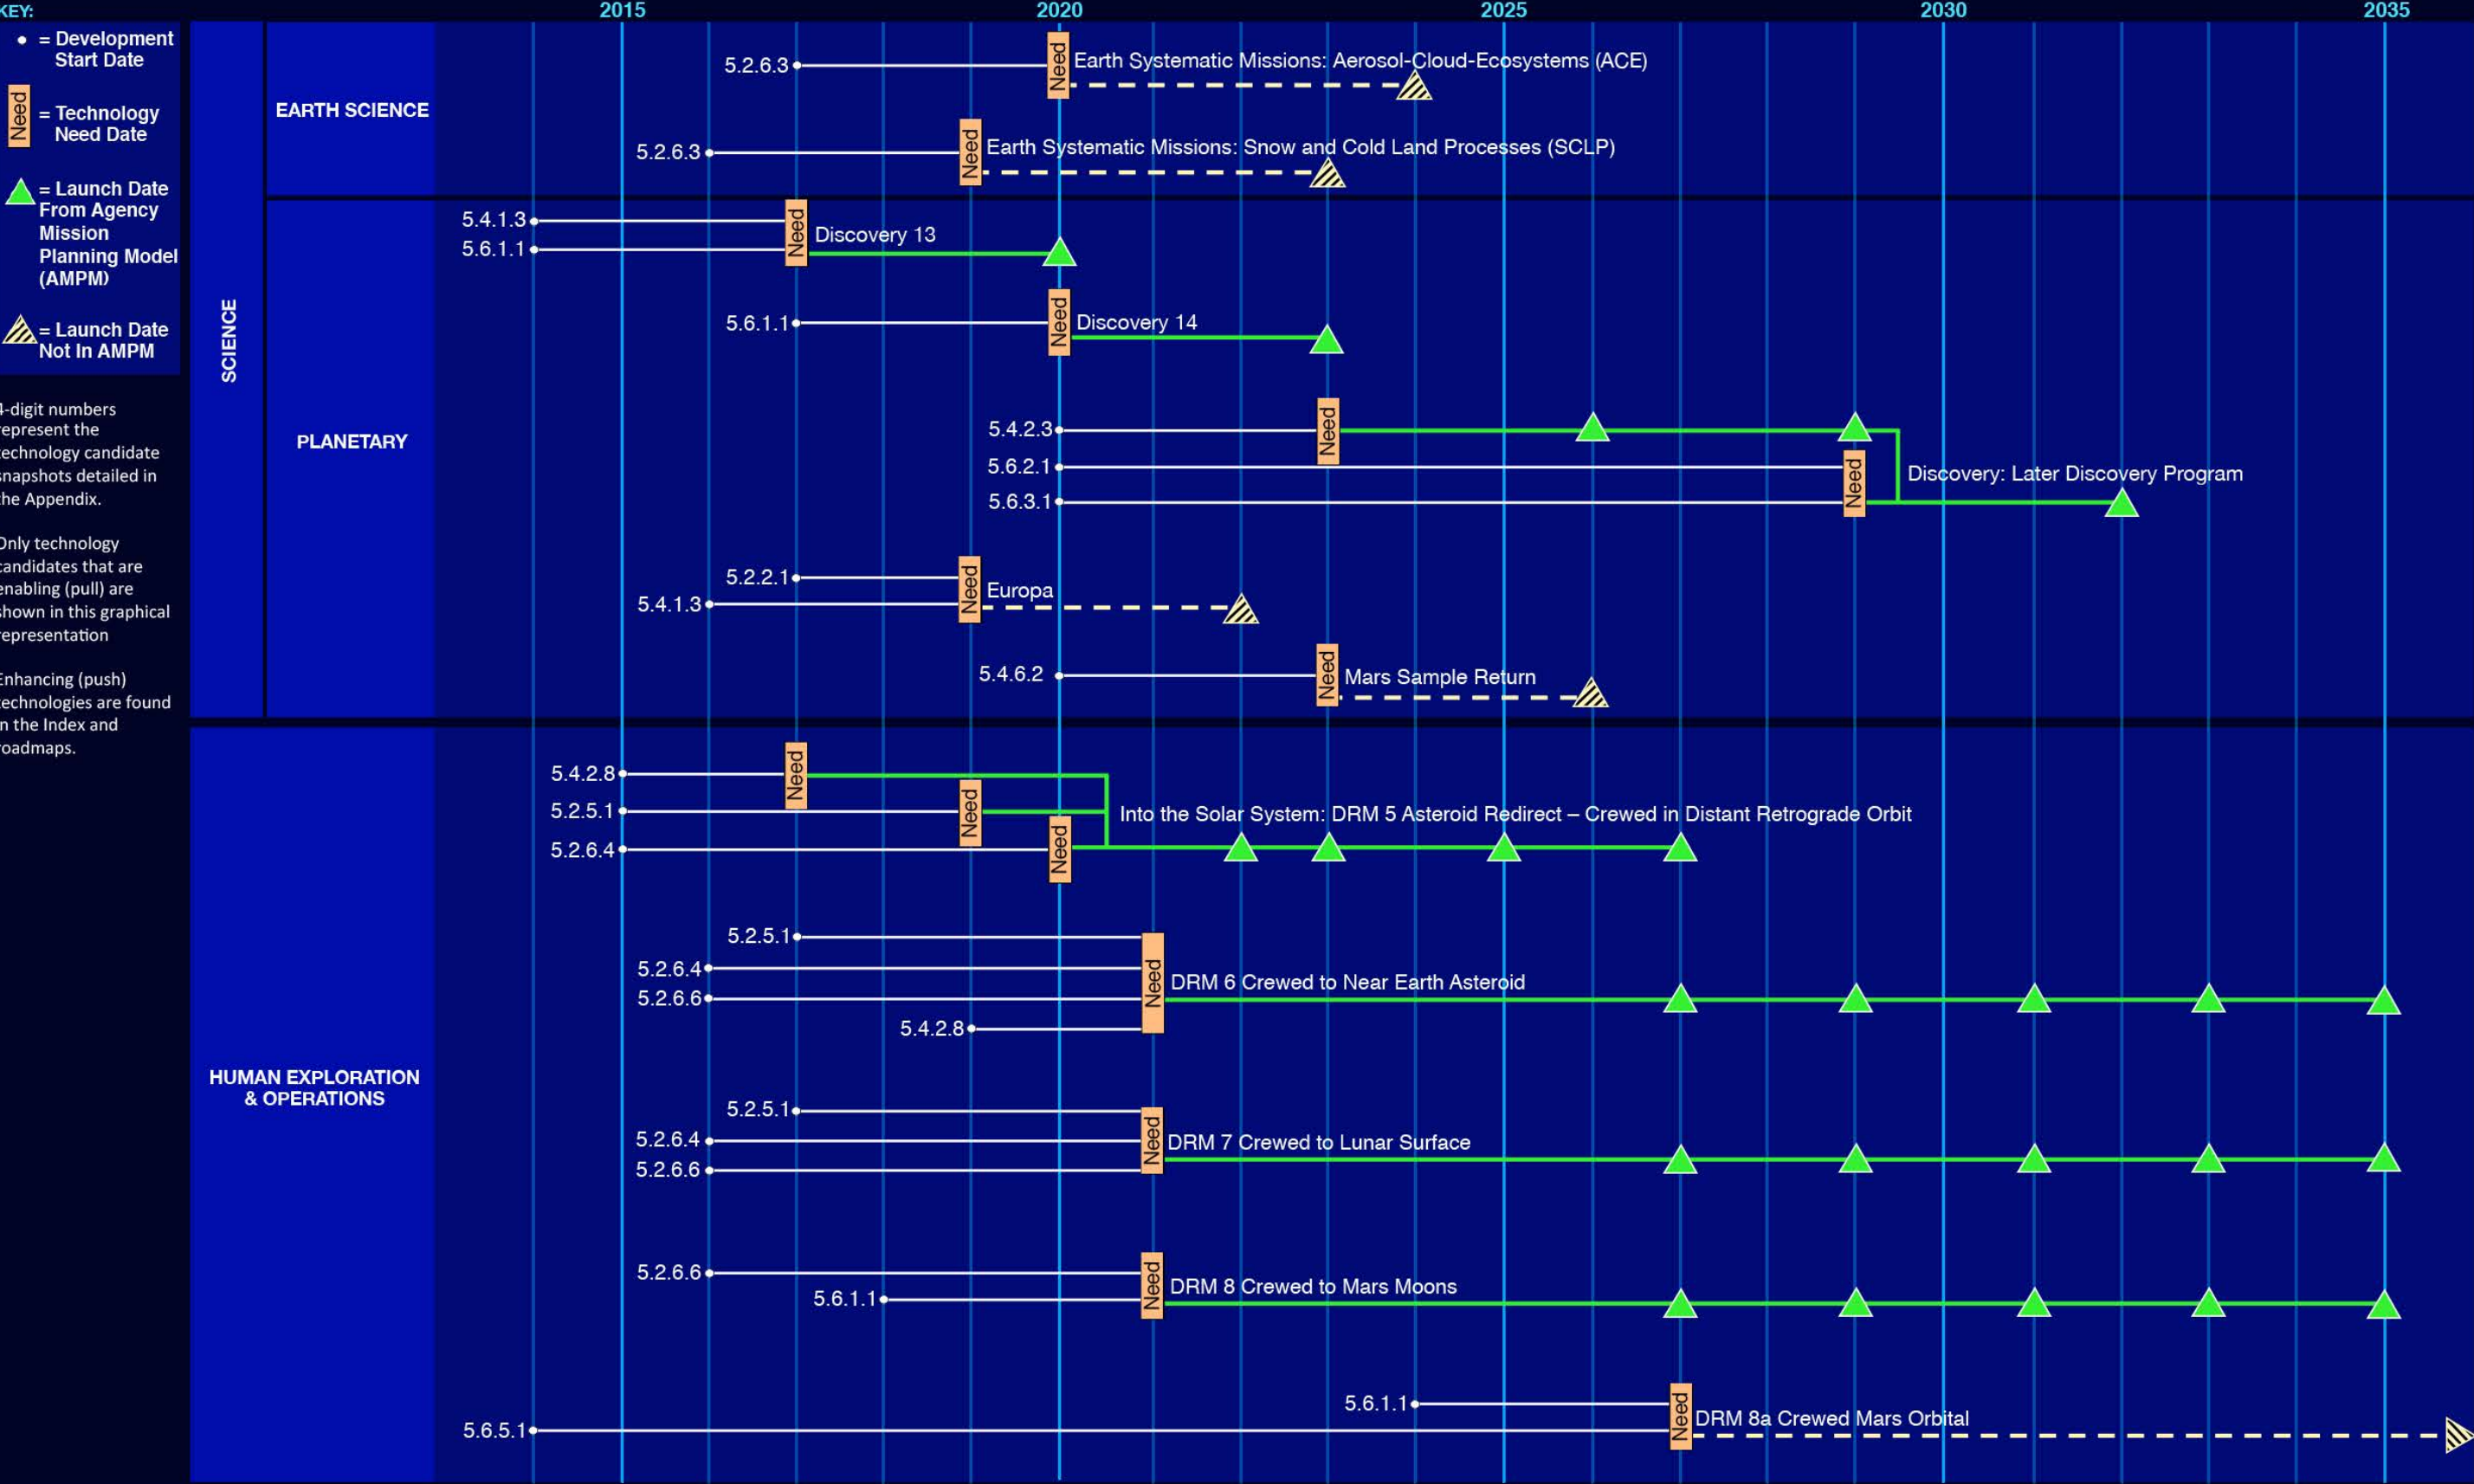 KEY:
= Development
Start Date
Need
= Technology
Need Date
= Launch Date
From Agency
Mission
Planning Model
(AMPM)
= Launch Date
Not In AMPM
4-digit numbers
represent the
technology candidate
snapshots detailed in
the Appendix.
Only technology
candidates that are
enabling (pull) are
shown in this graphical
representation
Enhancing (push)
technologies are found
in the Index and
roadmaps.
2015 2020 2025 2030 2035
SCIENCE
EARTH SCIENCE
5.2.6.3 Need Earth Systematic Missions: Aerosol-Cloud-Ecosystems (ACE)
5.2.6.3 Need Earth Systematic Missions: Snow and Cold Land Processes (SCLP)
PLANETARY
5.4.1.3
5.6.1.1
Need Discovery 13
5.6.1.1 Need Discovery 14
5.4.2.3 Need
5.6.2.1
5.6.3.1
Need Discovery: Later Discovery Program
5.2.2.1
5.4.1.3
Need Europa
5.4.6.2 Need Mars Sample Return
HUMAN EXPLORATION
& OPERATIONS
5.4.2.8 Need
5.2.5.1 Need Into the Solar System: DRM 5 Asteroid Redirect – Crewed in Distant Retrograde Orbit
5.2.6.4 Need
5.2.5.1
5.2.6.4
5.2.6.6
5.4.2.8
Need DRM 6 Crewed to Near Earth Asteroid
5.2.5.1
5.2.6.4
5.2.6.6
Need DRM 7 Crewed to Lunar Surface
5.2.6.6
5.6.1.1
Need DRM 8 Crewed to Mars Moons
5.6.1.1
5.6.5.1
Need DRM 8a Crewed Mars Orbital